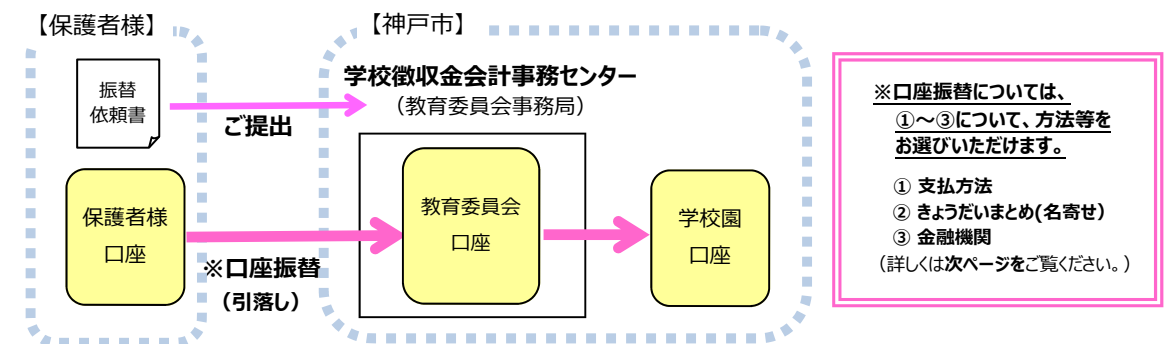 【保護者様】
振替
依頼書
ご提出
保護者様
口座
※口座振替
（引落し）
【神戸市】
学校徴収金会計事務センター
（教育委員会事務局）
教育委員会
口座
学校園
口座
※口座振替については、
①～③について、方法等を
お選びいただけます。
① 支払方法
② きょうだいまとめ(名寄せ）
③ 金融機関
（詳しくは次ページをご覧ください。）